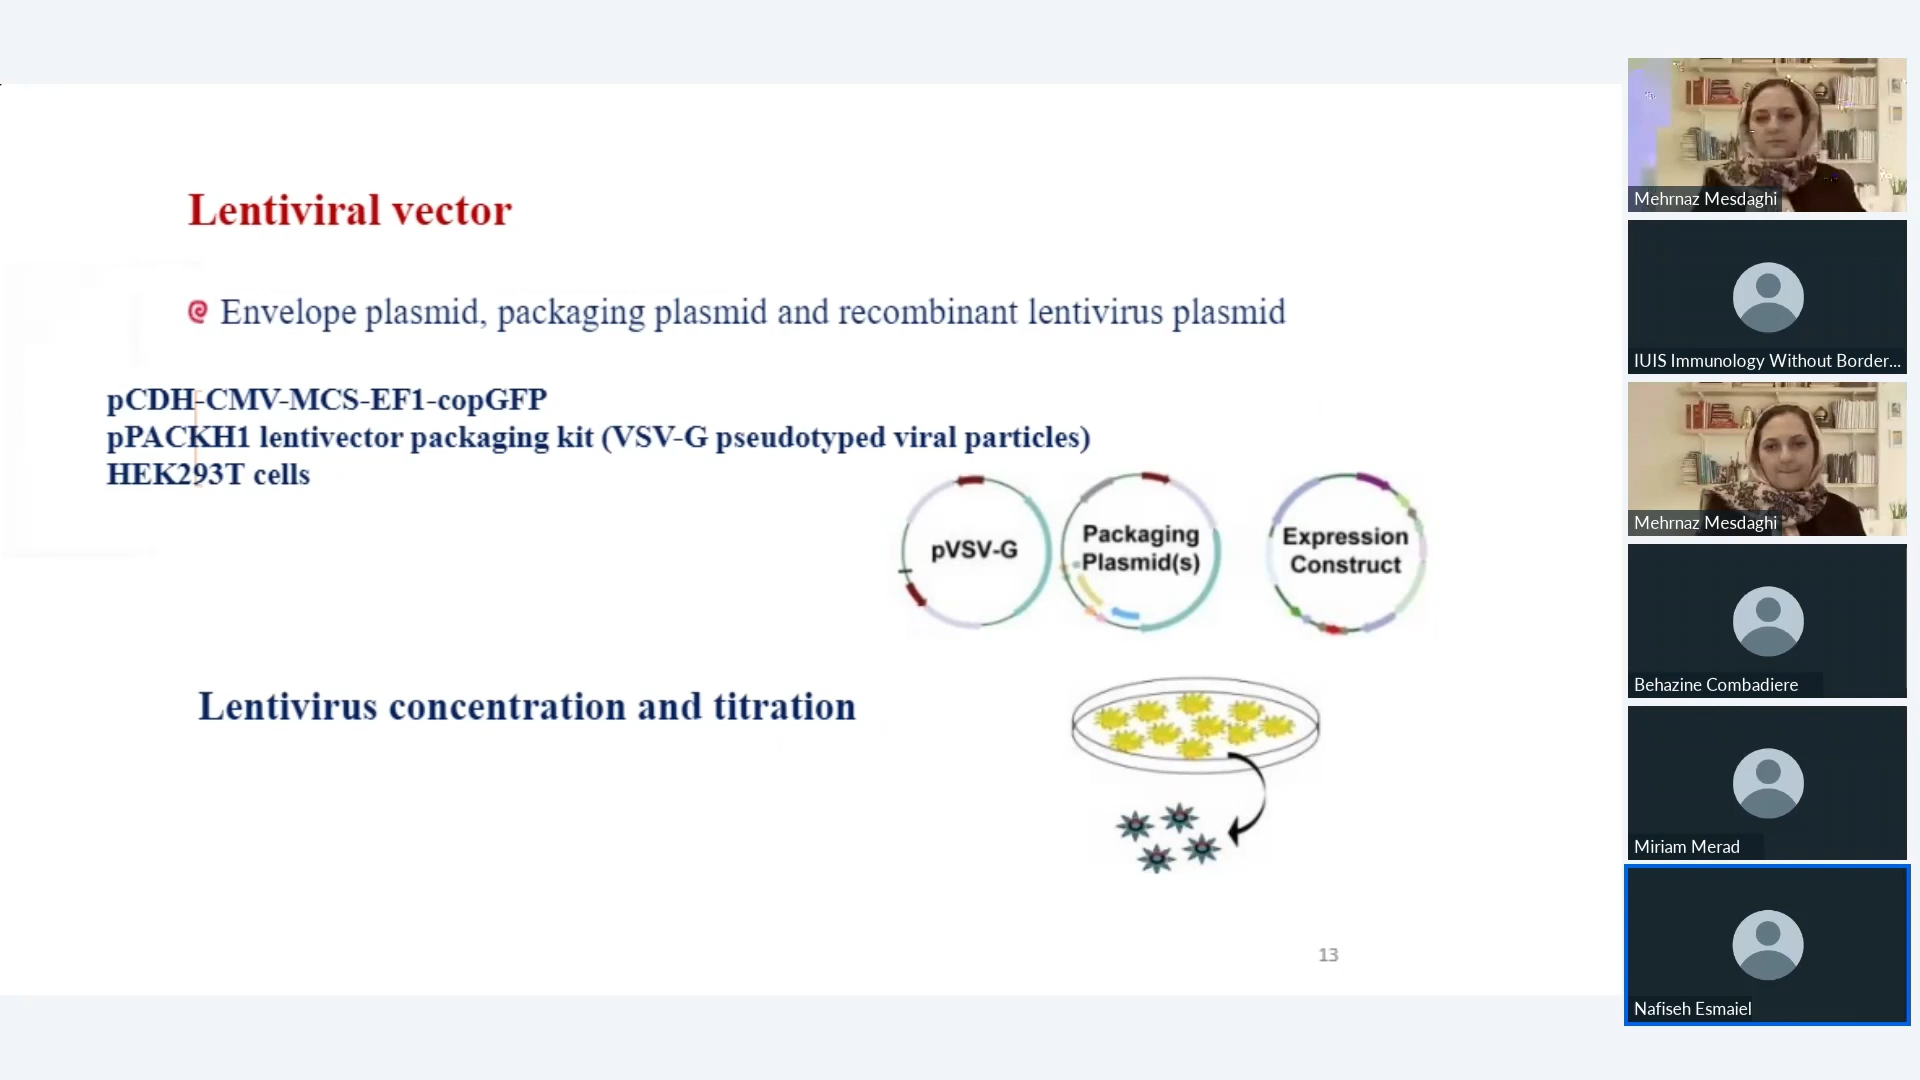 Lentiviral vector
Envelope plasmid, packaging plasmid and recombinant lentivirus plasmid
pCDH-CMV-MCS-EF1-copGFP
pPACKH1 lentivector packaging kit (VSV-G pseudotyped viral particles)
HEK293T cells
pVSV-G
Packaging
Plasmid(s)
Expression
Construct
Lentivirus concentration and titration
13
Mehrnaz Mesdaghi
IUIS Immunology Without Border...
Mehrnaz Mesdaghi
Behazine Combadiere
Miriam Merad
Nafiseh Esmaiel